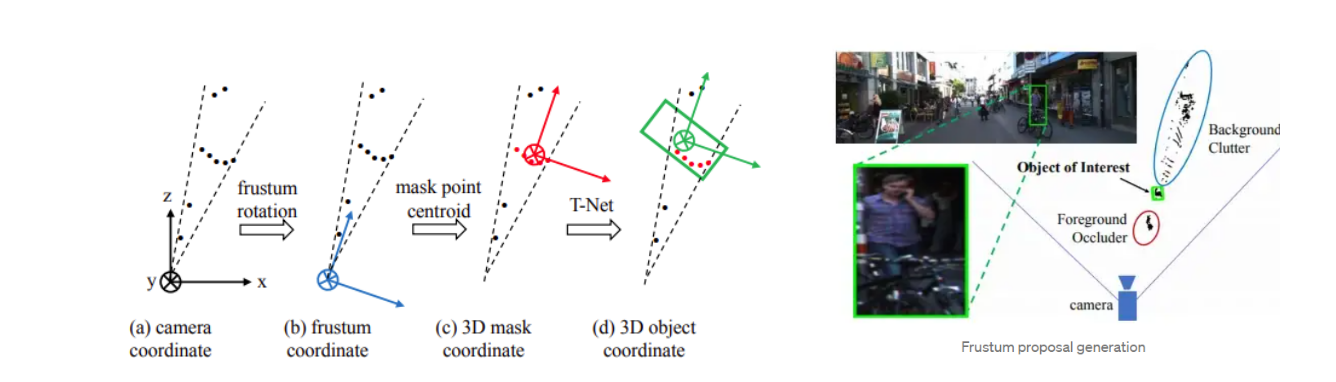 z
y
x
frustum
rotation
mask point
centroid
T-Net
(a) camera
coordinate
(b) frustum
coordinate
(c) 3D mask
coordinate
(d) 3D object
coordinate
Background
Clutter
Object of Interest
Foreground
Occluder
camera
Frustum proposal generation